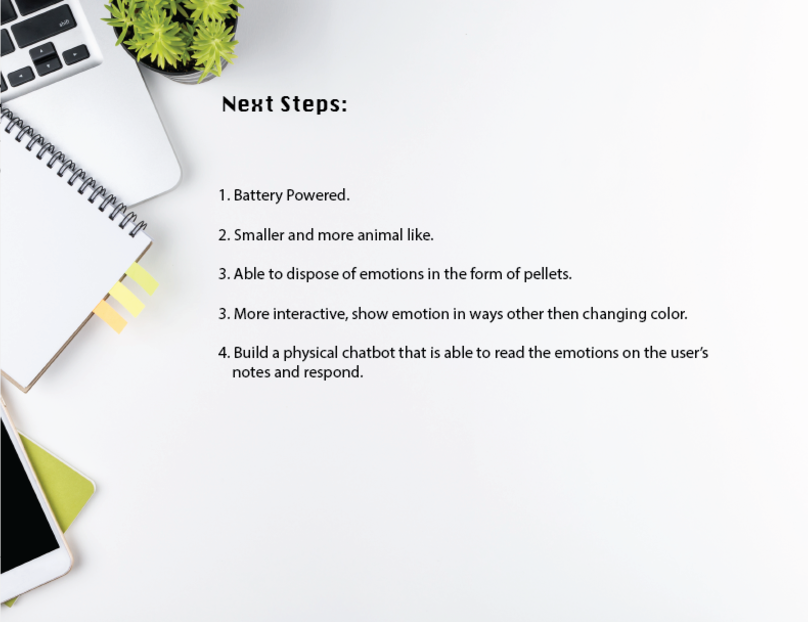 Next Steps:
1. Battery Powered.
2. Smaller and more animal like.
3. Able to dispose of emotions in the form of pellets.
3. More interactive, show emotion in ways other then changing color.
4. Build a physical chatbot that is able to read the emotions on the user’s
notes and respond.